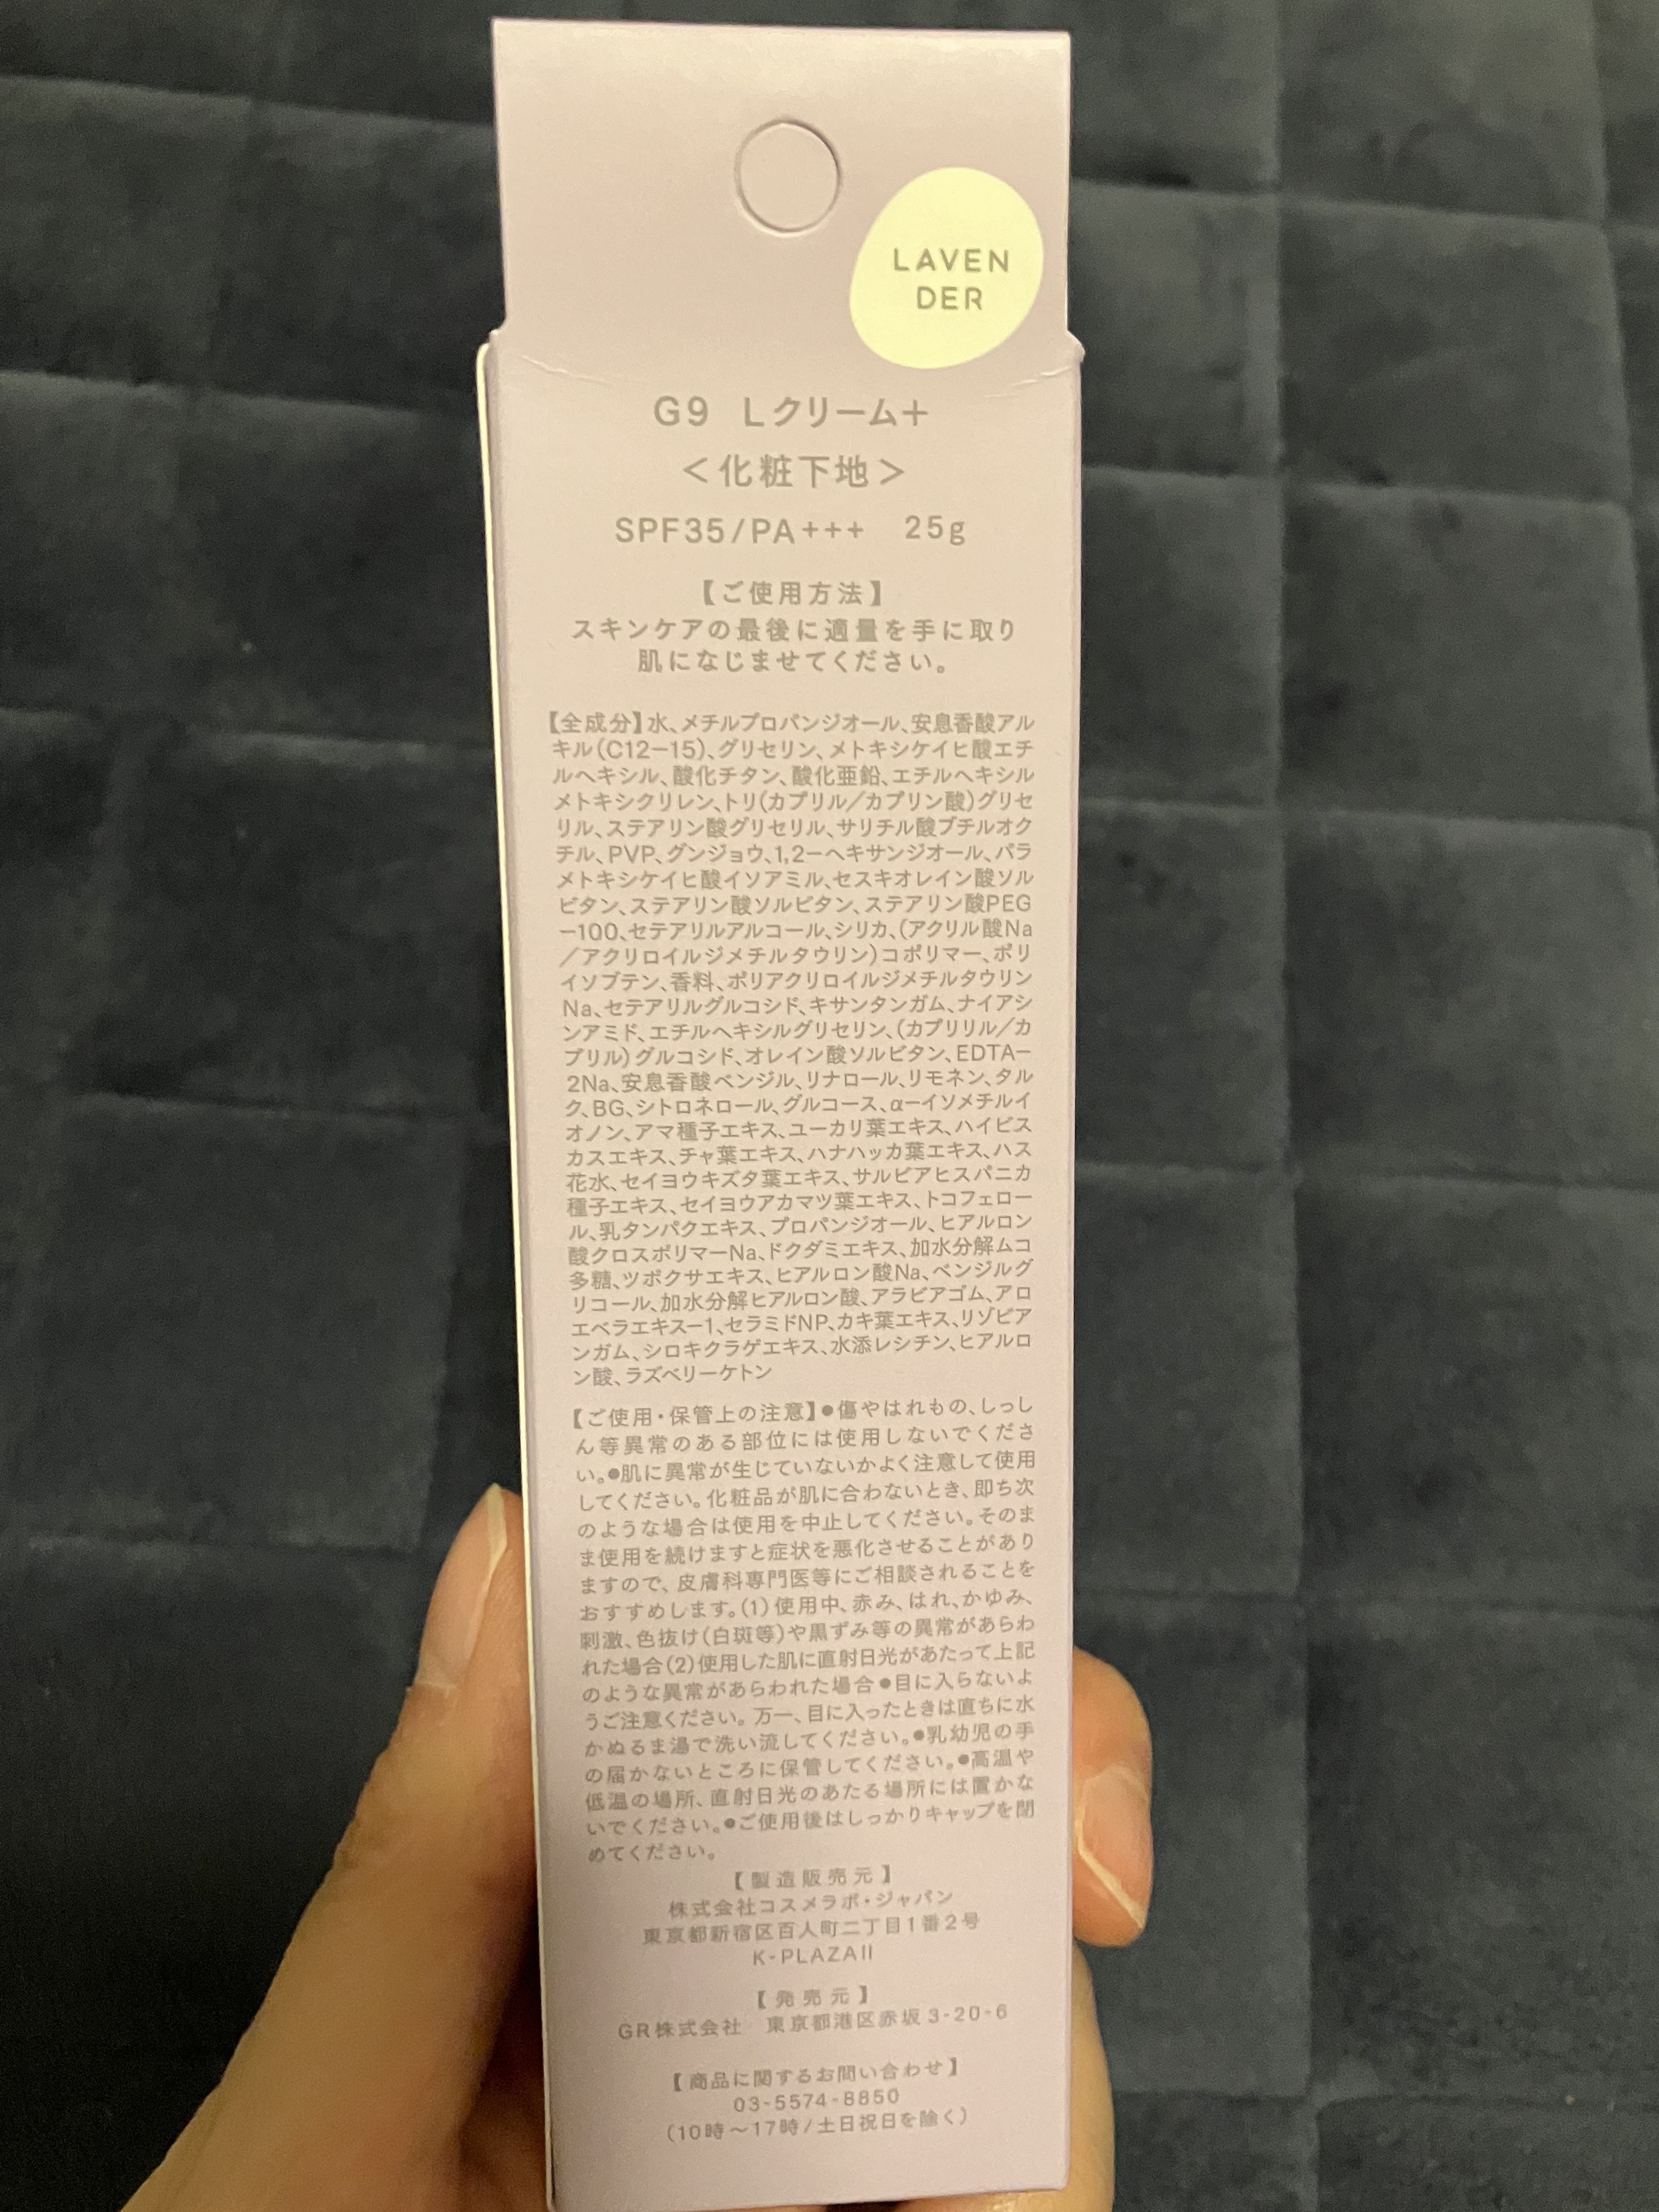 LAVEN
DER
G9 Lクリーム＋
＜化粧下地＞
SPF35/PA+++ 25g
【ご使用方法】
スキンケアの最後に適量を手に取り
肌になじませてください。
【全成分】水、メチルプロパンジオール、安息香酸アル
キル（C12−15）、グリセリン、メトキシケイヒ酸エチ
ルヘキシル、酸化チタン、酸化亜鉛、エチルヘキシル
メトキシクリレン、トリ（カプリル／カプリン酸）グリセ
リル、ステアリン酸グリセリル、サリチル酸ブチルオク
チル、PVP、グンジョウ、1,2−ヘキサンジオール、パラ
メトキシケイヒ酸イソアミル、セスキオレイン酸ソル
ビタン、ステアリン酸ソルビタン、ステアリン酸PEG
−100、セテアリルアルコール、シリカ、（アクリル酸Na
／アクリロイルジメチルタウリン）コポリマー、ポリ
イソブテン、香料、ポリアクリロイルジメチルタウリン
Na、セテアリルグルコシド、キサンタンガム、ナイアシ
ンアミド、エチルヘキシルグリセリン、（カプリリル／カ
プリル）グルコシド、オレイン酸ソルビタン、EDTA−
2Na、安息香酸ベンジル、リナロール、リモネン、タル
ク、BG、シトロネロール、グルコース、α−イソメチルイ
オノン、アマ種子エキス、ユーカリ葉エキス、ハイビス
カスエキス、チャ葉エキス、ハナハッカ葉エキス、ハス
花水、セイヨウキズタ葉エキス、サルビアヒスパニカ
種子エキス、セイヨウアカマツ葉エキス、トコフェロー
ル、乳タンパクエキス、プロパンジオール、ヒアルロン
酸クロスポリマーNa、ドクダミエキス、加水分解ムコ
多糖、ツボクサエキス、ヒアルロン酸Na、ベンジルグ
リコール、加水分解ヒアルロン酸、アラビアゴム、アロ
エベラエキス−1、セラミドNP、カキ葉エキス、リゾビア
ンガム、シロキクラゲエキス、水添レシチン、ヒアルロ
ン酸、ラズベリーケトン
【ご使用・保管上の注意】●傷やはれもの、しっし
ん等異常のある部位には使用しないでくださ
い。●肌に異常が生じていないかよく注意して使用
してください。化粧品が肌に合わないとき、即ち次
のような場合は使用を中止してください。そのま
ま使用を続けますと症状を悪化させることがあり
ますので、皮膚科専門医等にご相談されることを
おすすめします。（1）使用中、赤み、はれ、かゆみ、
刺激、色抜け（白斑等）や黒ずみ等の異常があらわ
れた場合（2）使用した肌に直射日光があたって上記
のような異常があらわれた場合●目に入らないよ
うご注意ください。万一、目に入ったときは直ちに水
かぬるま湯で洗い流してください。●乳幼児の手
の届かないところに保管してください。●高温や
低温の場所、直射日光のあたる場所には置かな
いでください。●ご使用後はしっかりキャップを閉
めてください。
【製造販売元】
株式会社コスメラボ・ジャパン
東京都新宿区百人町二丁目1番2号
K-PLAZAⅡ
【発売元】
GR株式会社 東京都港区赤坂3-20-6
【商品に関するお問い合わせ】
03-5574-8850
（10時～17時/土日祝日を除く）